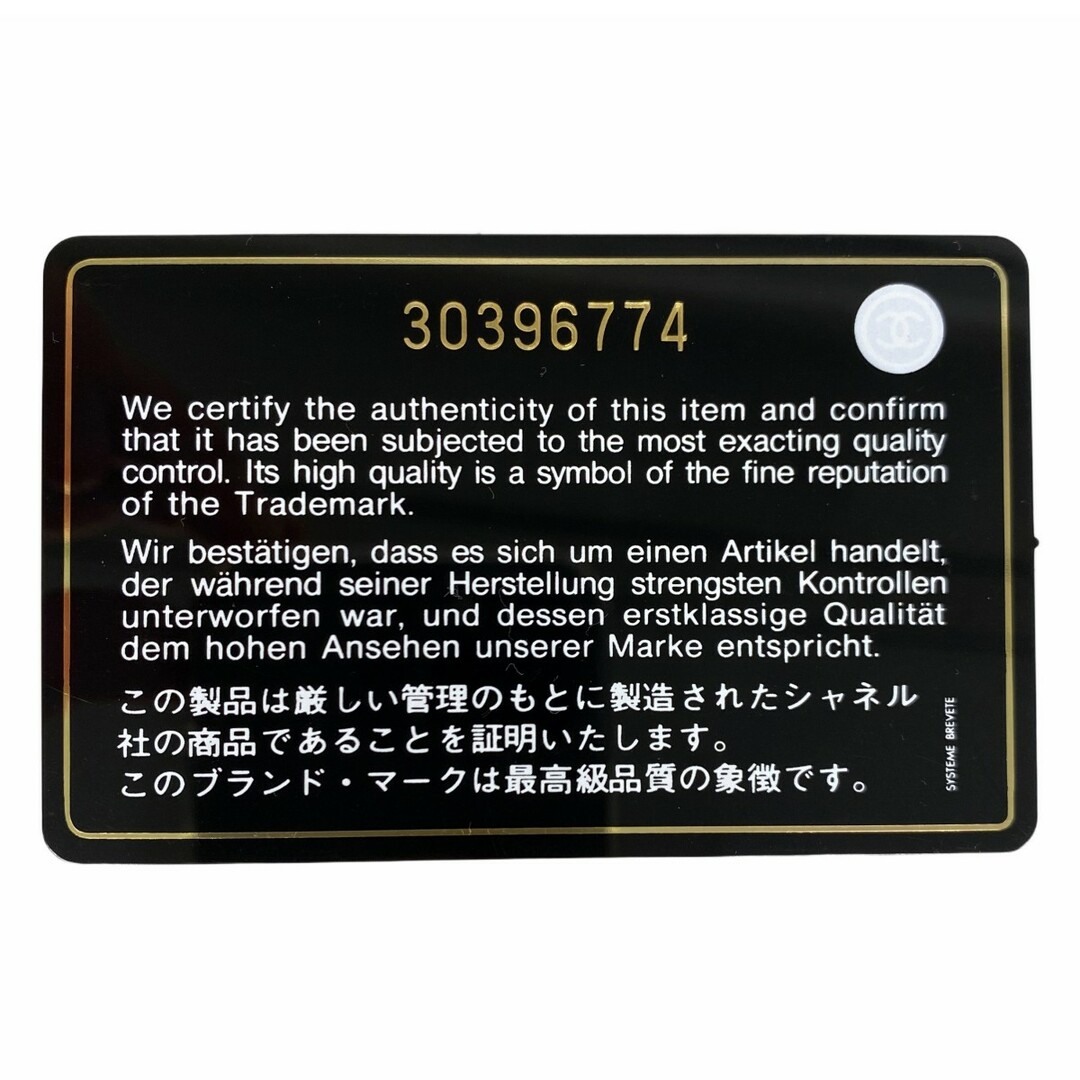 30396774
We certify the authenticity of this item and confirm
that it has been subjected to the most exacting quality
control. Its high quality is a symbol of the fine reputation
of the Trademark.
Wir bestätigen, dass es sich um einen Artikel handelt,
der während seiner Herstellung strengsten Kontrollen
unterworfen war, und dessen erstklassige Qualität
dem hohen Ansehen unserer Marke entspricht.
この製品は厳しい管理のもとに製造されたシャネル
社の商品であることを証明いたします。
このブランド・マークは最高級品質の象徴です。
SYSTEME BREVETE